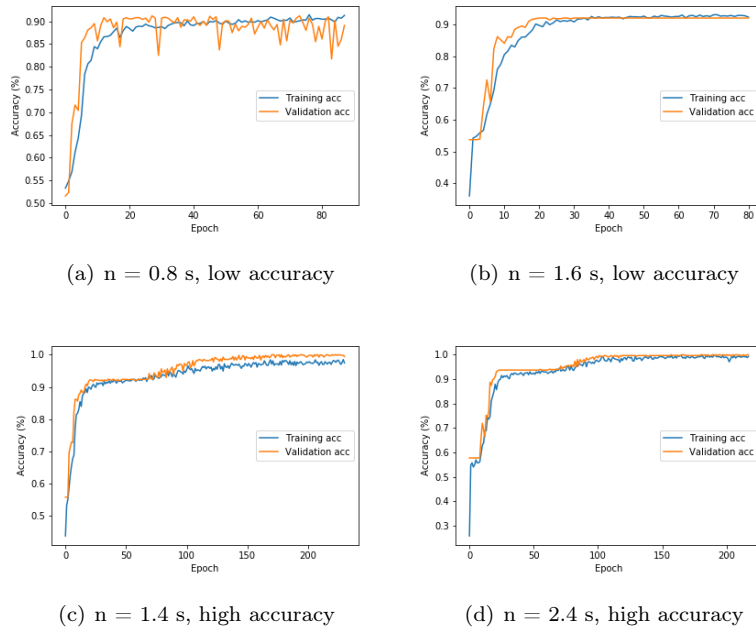 0.90
0.85
0.80
0.75
0.70
0.65
0.60
0.55
0.50
Accuracy (%)
Training acc
Validation acc
0 20 40 60 80
Epoch
(a) n = 0.8 s, low accuracy
0.9
0.8
0.7
0.6
0.5
0.4
Accuracy (%)
Training acc
Validation acc
0 10 20 30 40 50 60 70 80
Epoch
(b) n = 1.6 s, low accuracy
1.0
0.9
0.8
0.7
0.6
0.5
Accuracy (%)
Training acc
Validation acc
0 50 100 150 200
Epoch
(c) n = 1.4 s, high accuracy
1.0
0.9
0.8
0.7
0.6
0.5
0.4
0.3
Accuracy (%)
Training acc
Validation acc
0 50 100 150 200
Epoch
(d) n = 2.4 s, high accuracy